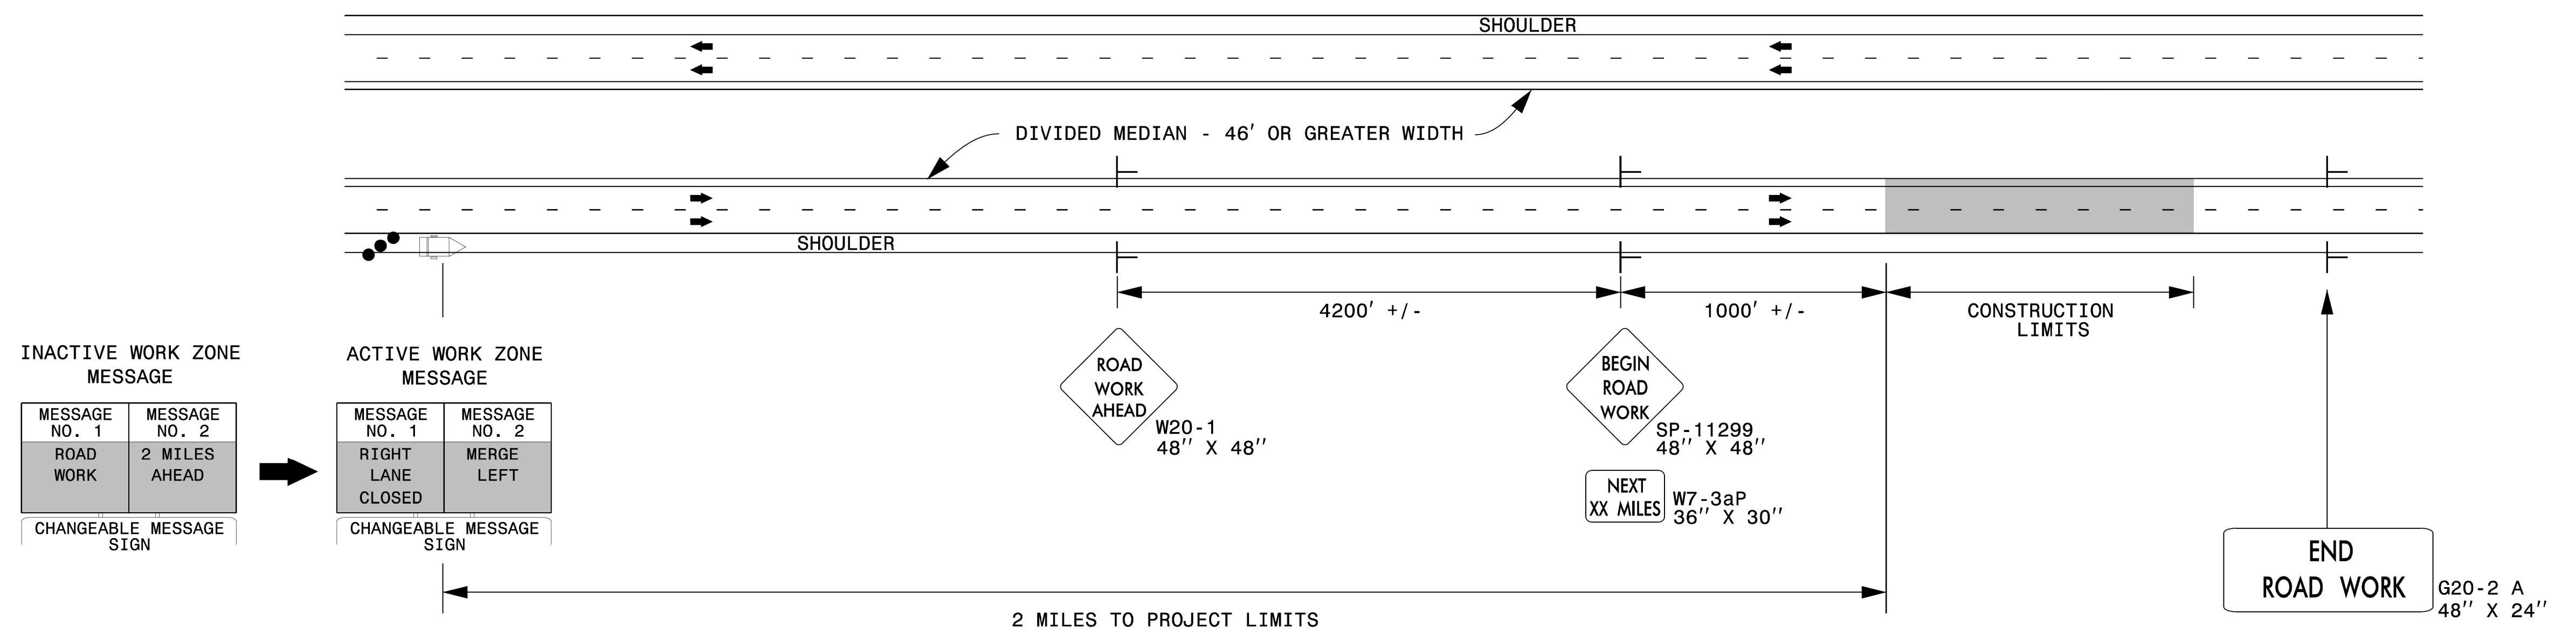 SHOULDER
DIVIDED MEDIAN - 46' OR GREATER WIDTH
SHOULDER
4200' +/-
1000' +/-
CONSTRUCTION
LIMITS
INACTIVE WORK ZONE
MESSAGE
MESSAGE
NO. 1
MESSAGE
NO. 2
ROAD
WORK
2 MILES
AHEAD
CHANGEABLE MESSAGE
SIGN
ACTIVE WORK ZONE
MESSAGE
MESSAGE
NO. 1
MESSAGE
NO. 2
RIGHT
LANE
CLOSED
MERGE
LEFT
CHANGEABLE MESSAGE
SIGN
ROAD
WORK
AHEAD
W20-1
48" X 48"
BEGIN
ROAD
WORK
SP-11299
48" X 48"
NEXT
XX MILES
W7-3aP
36" X 30"
END
ROAD WORK
G20-2 A
48" X 24"
2 MILES TO PROJECT LIMITS